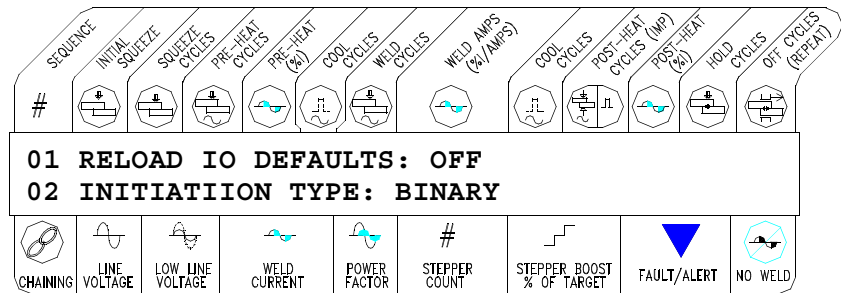 SEQUENCE
INITIAL
SQUEEZE
SQUEEZE
CYCLES
PRE-HEAT
CYCLES
PRE-HEAT
(%)
COOL
CYCLES
WELD
CYCLES
WELD AMPS
(%/AMPS)
COOL
CYCLES
POST-HEAT
CYCLES (IMP)
POST-HEAT
(%)
HOLD
CYCLES
OFF CYCLES
(REPEAT)
#
01 RELOAD IO DEFAULTS: OFF
02 INITIATIION TYPE: BINARY
#
CHAINING
LINE
VOLTAGE
LOW LINE
VOLTAGE
WELD
CURRENT
POWER
FACTOR
STEPPER
COUNT
STEPPER BOOST
% OF TARGET
FAULT/ALERT
NO WELD